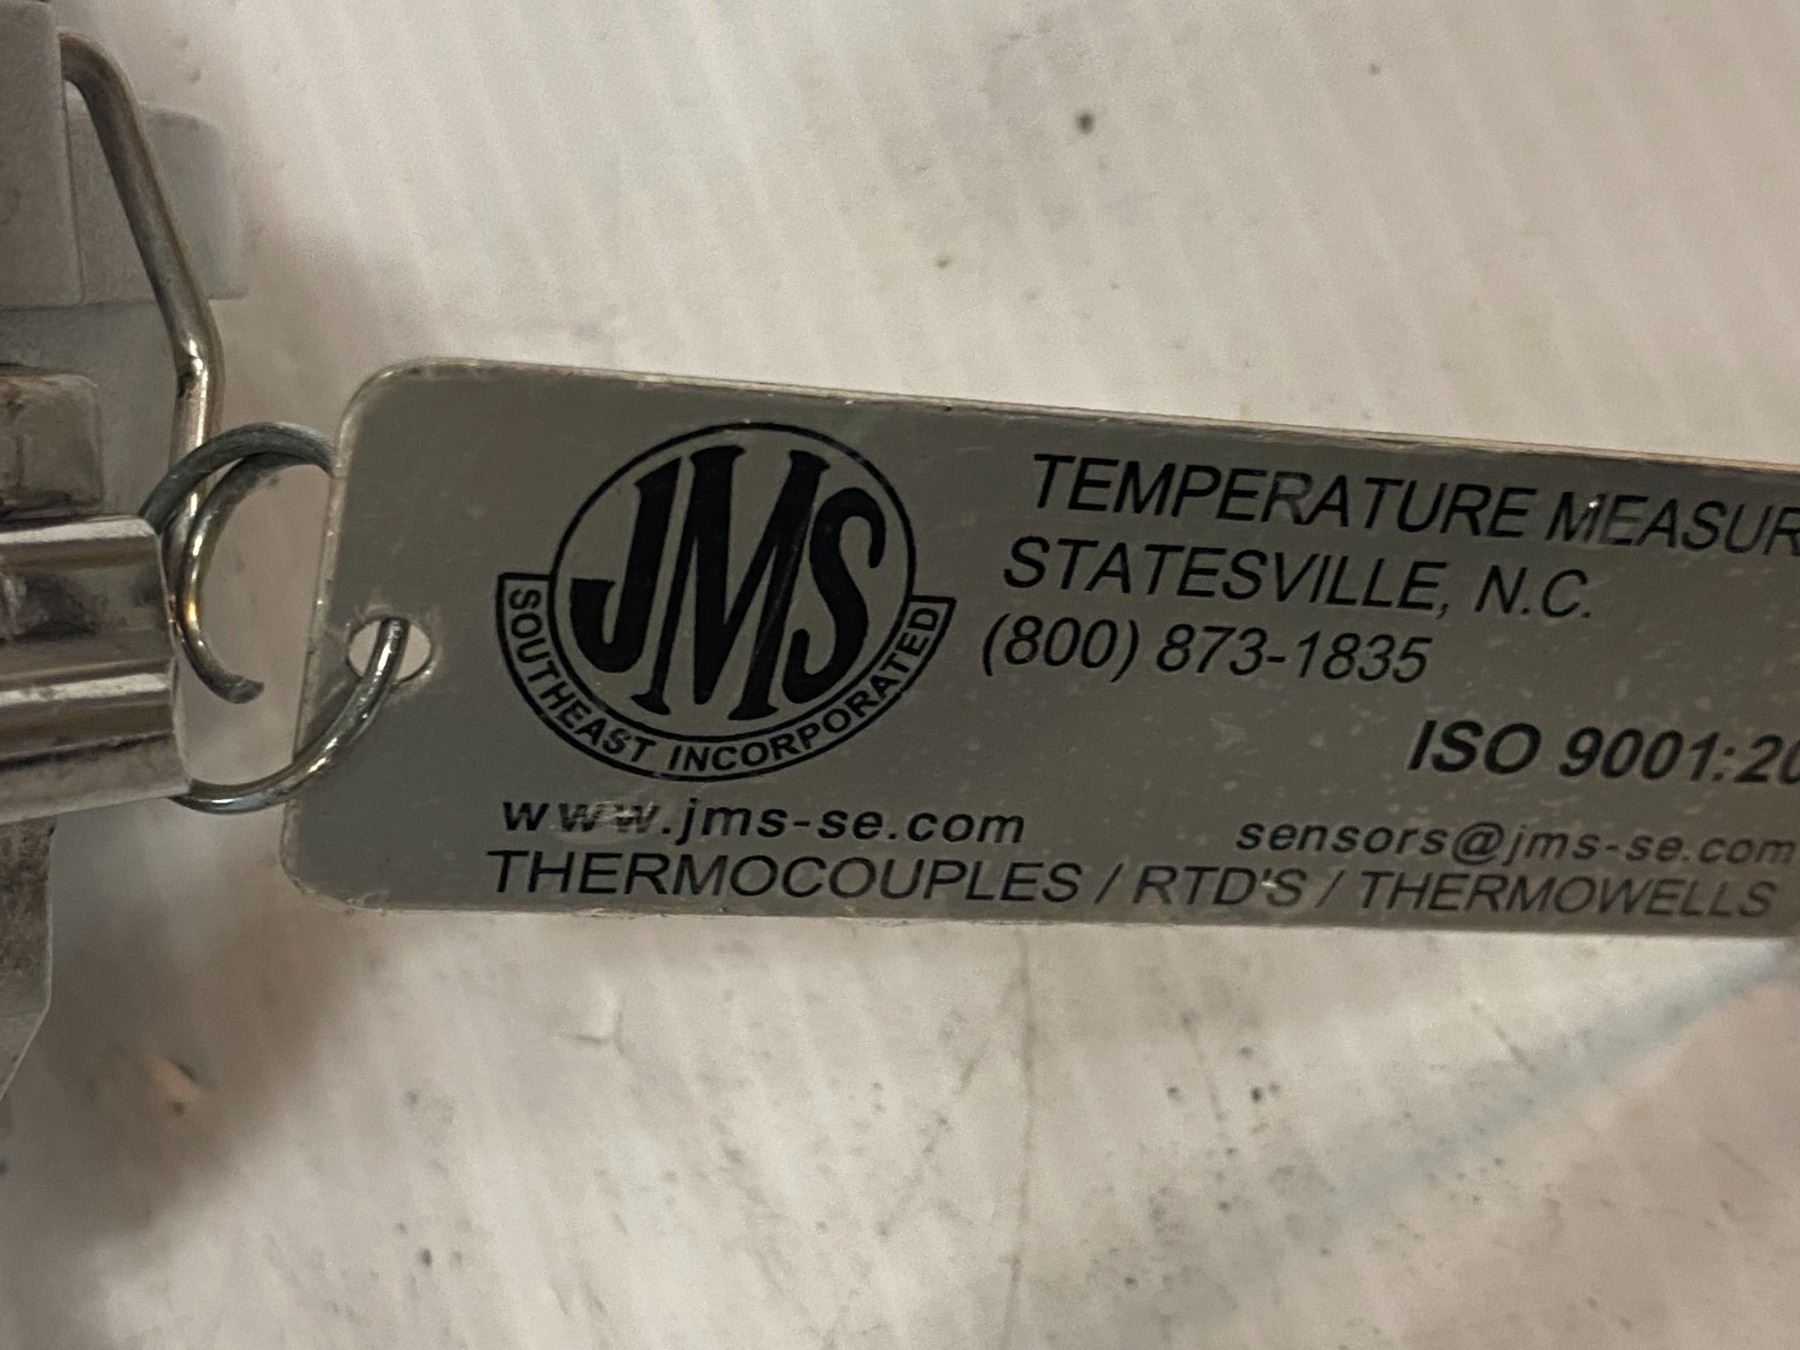 JMS
SOUTHEAST INCORPORATED
TEMPERATURE MEASUR
STATESVILLE, N.C.
(800) 873-1835
ISO 9001:20
www.jms-se.com
sensors@jms-se.com
THERMOCOUPLES / RTD'S / THERMOWELLS